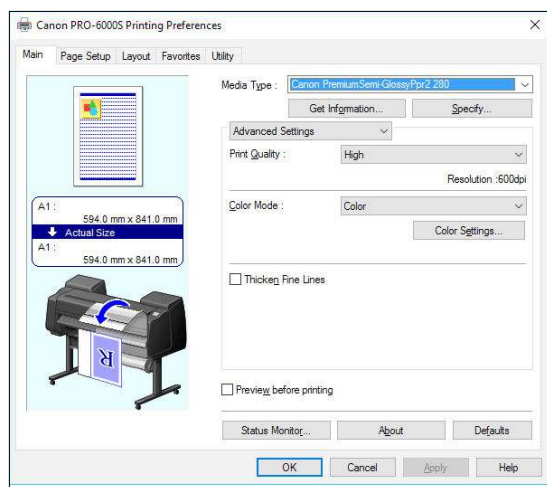 Canon PRO-6000S Printing Preferences
Main Page Setup Layout Favorites Utility
Media Type : Canon PremiumSemi-GlossyPpr2 280
Get Information... Specify...
Advanced Settings
Print Quality : High
Resolution :600dpi
A1 :
594.0 mm x 841.0 mm
Actual Size
A1 :
594.0 mm x 841.0 mm
Color Mode : Color
Color Settings...
Thicken Fine Lines
R
Preview before printing
Status Monitor... About Defaults
OK Cancel Apply Help